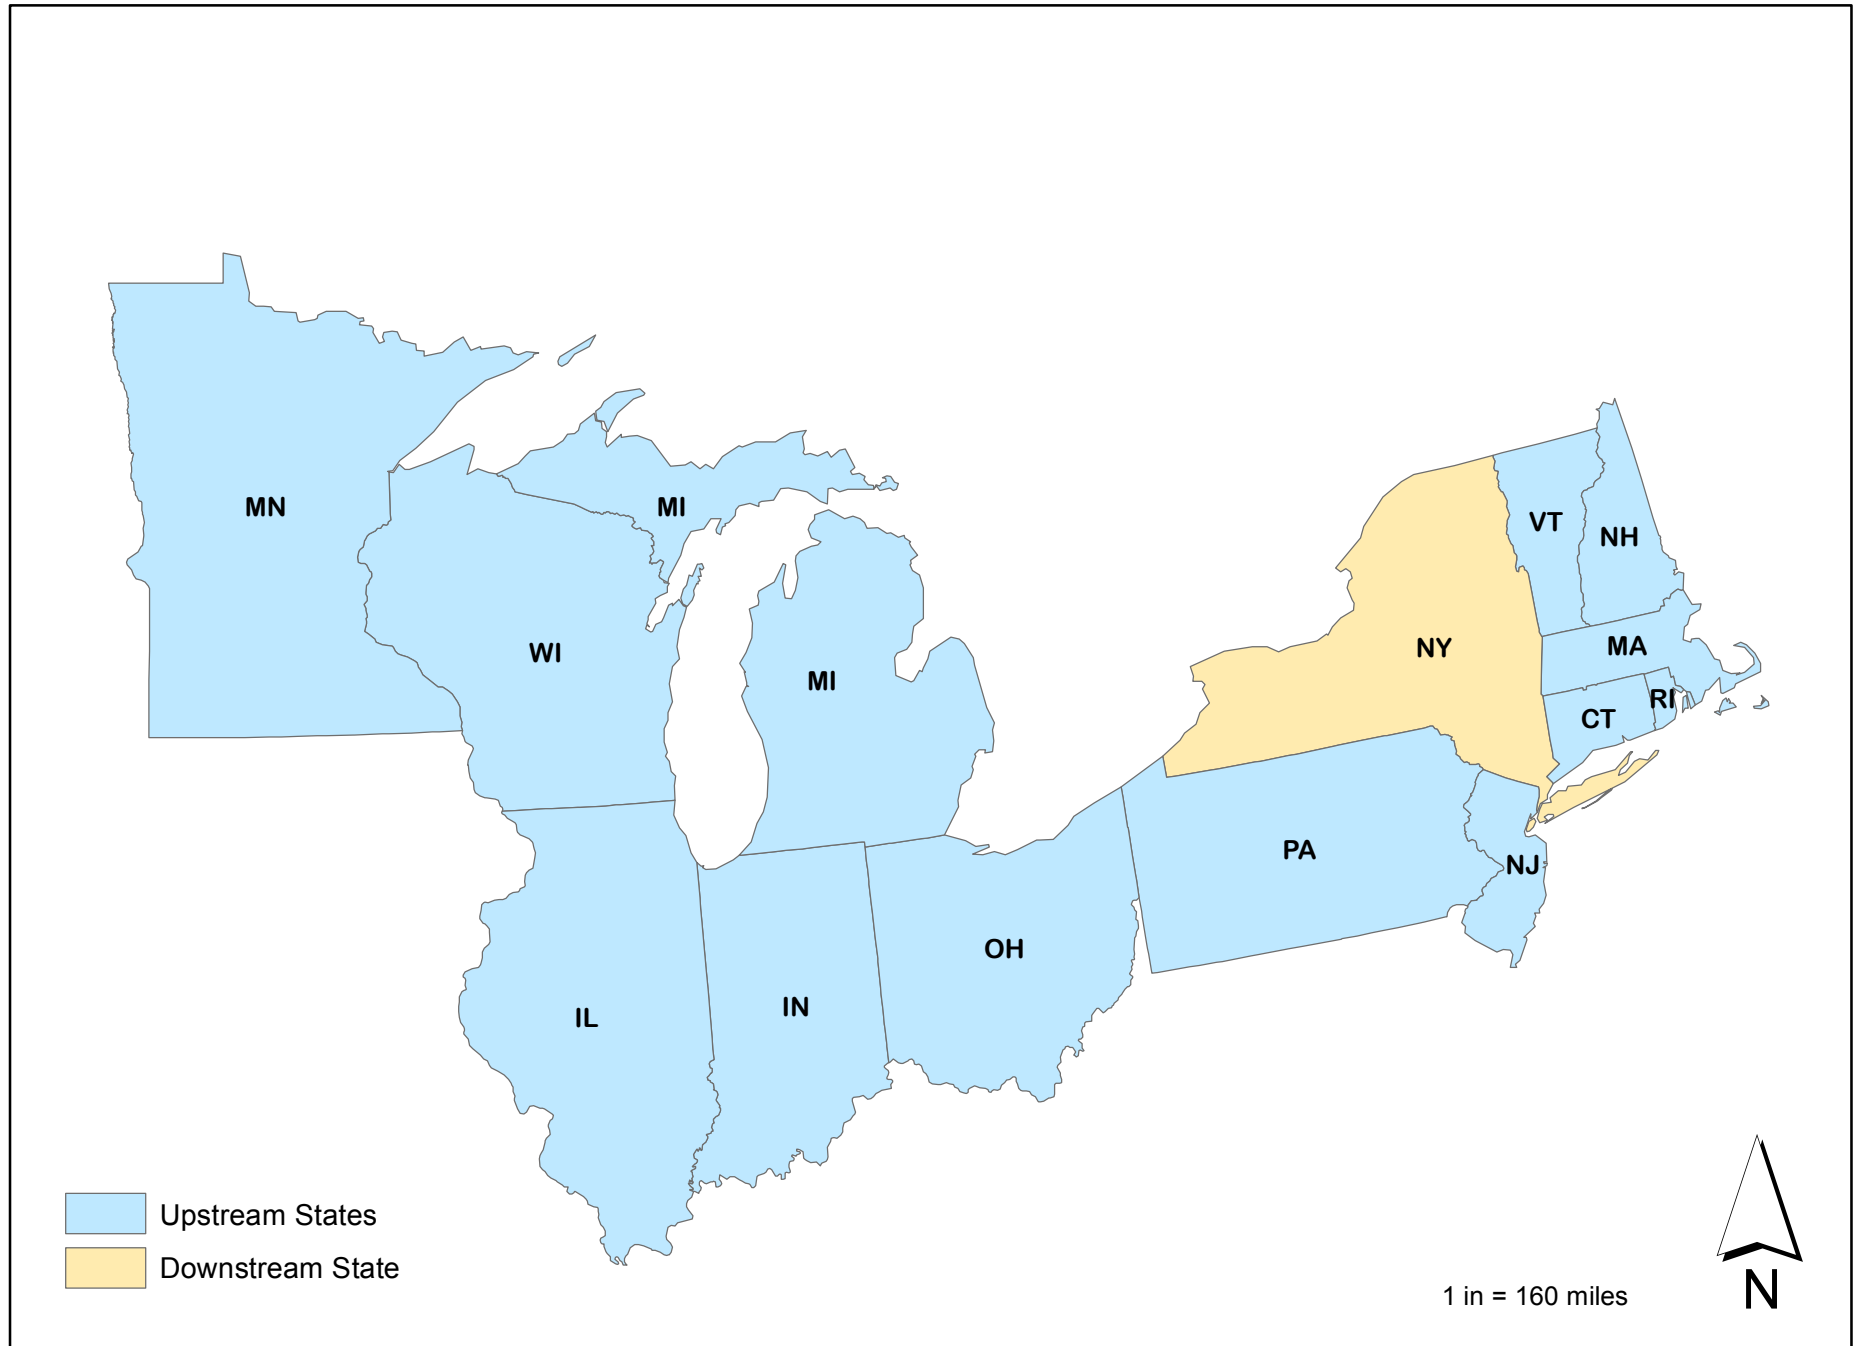 MN
MI
VT
NH
WI
MI
NY
MA
RI
CT
PA
NJ
OH
IL
IN
Upstream States
Downstream State
1 in = 160 miles
N